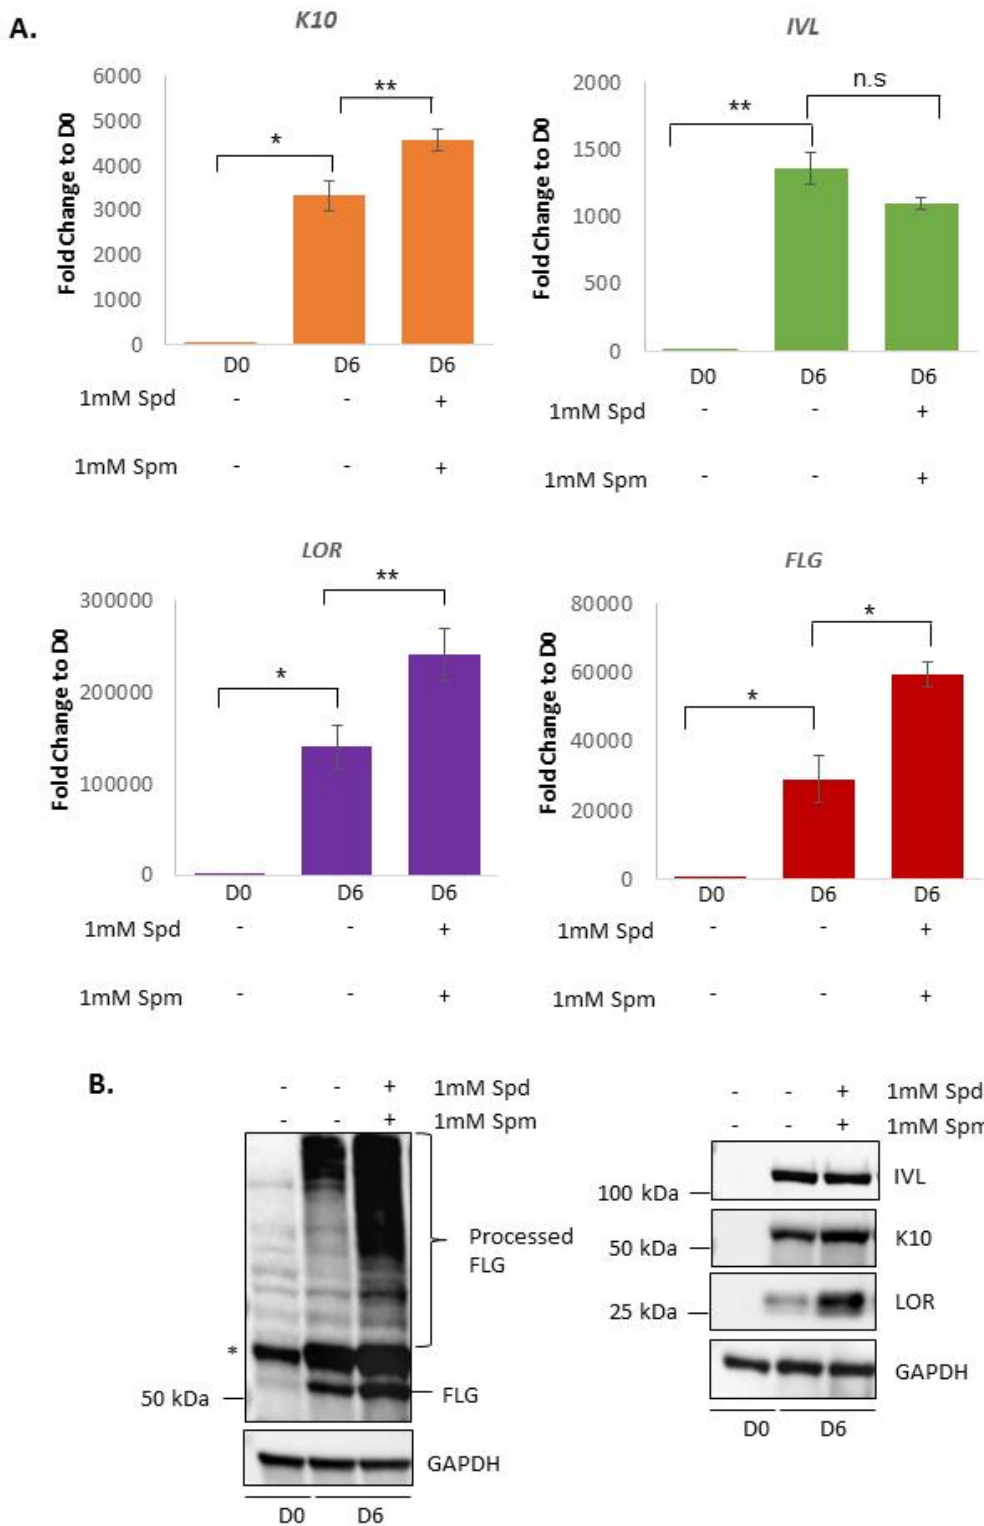 A.
K10
Fold Change to D0
6000
5000
4000
3000
2000
1000
0
*
**
D0 D6 D6
1mM Spd - - +
1mM Spm - - +
IVL
Fold Change to D0
2000
1500
1000
500
0
**
n.s
D0 D6 D6
1mM Spd - - +
1mM Spm - - +
LOR
Fold Change to D0
300000
200000
100000
0
*
**
D0 D6 D6
1mM Spd - - +
1mM Spm - - +
FLG
Fold Change to D0
80000
60000
40000
20000
0
*
*
D0 D6 D6
1mM Spd - - +
1mM Spm - - +
B.
- - + 1mM Spd
- - + 1mM Spm
Processed
FLG
*
50 kDa
FLG
GAPDH
D0 D6
- - + 1mM Spd
- - + 1mM Spm
100 kDa IVL
50 kDa K10
25 kDa LOR
GAPDH
D0 D6